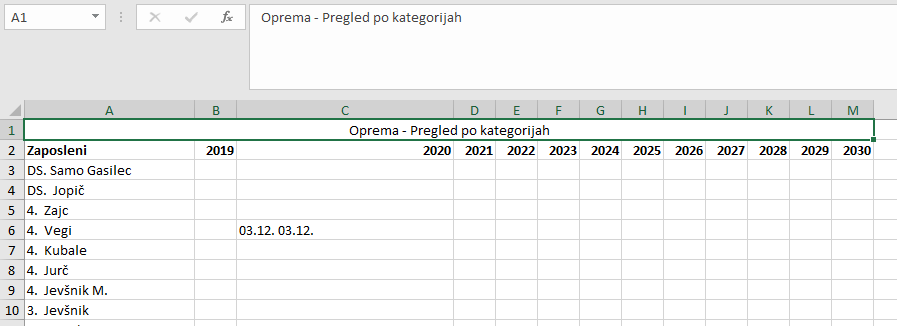 A1 fx Oprema - Pregled po kategorijah
A B C D E F G H I J K L M
1 Oprema - Pregled po kategorijah
2 Zaposleni 2019 2020 2021 2022 2023 2024 2025 2026 2027 2028 2029 2030
3 DS. Samo Gasilec
4 DS. Jopič
5 4. Zajc
6 4. Vegi 03.12. 03.12.
7 4. Kubale
8 4. Jurč
9 4. Jevšnik M.
10 3. Jevšnik